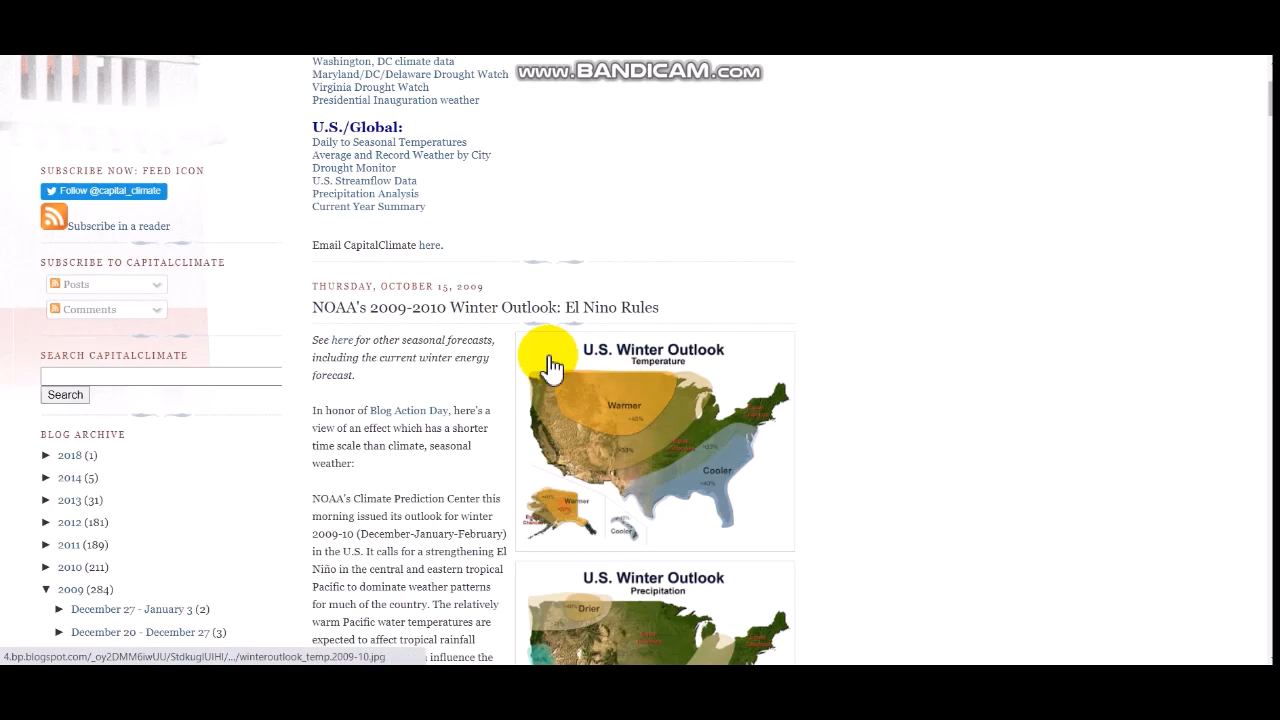 www.BANDICAM.com
Washington, DC climate data
Maryland/DC/Delaware Drought Watch
Virginia Drought Watch
Presidential Inauguration weather
U.S./Global:
Daily to Seasonal Temperatures
Average and Record Weather by City
Drought Monitor
U.S. Streamflow Data
Precipitation Analysis
Current Year Summary
Email CapitalClimate here.
SUBSCRIBE NOW: FEED ICON
Follow @capital_climate
Subscribe in a reader
SUBSCRIBE TO CAPITALCLIMATE
Posts
Comments
SEARCH CAPITALCLIMATE
Search
BLOG ARCHIVE
► 2018 (1)
► 2014 (5)
► 2013 (31)
► 2012 (181)
► 2011 (189)
► 2010 (211)
▼ 2009 (284)
► December 27 - January 3 (2)
► December 20 - December 27 (3)
THURSDAY, OCTOBER 15, 2009
NOAA's 2009-2010 Winter Outlook: El Nino Rules
See here for other seasonal forecasts,
including the current winter energy
forecast.
In honor of Blog Action Day, here's a
view of an effect which has a shorter
time scale than climate, seasonal
weather:
NOAA's Climate Prediction Center this
morning issued its outlook for winter
2009-10 (December-January-February)
in the U.S. It calls for a strengthening El
Niño in the central and eastern tropical
Pacific to dominate weather patterns
for much of the country. The relatively
warm Pacific water temperatures are
expected to affect tropical rainfall
influence the
U.S. Winter Outlook
Temperature
Warmer
Cooler
Warmer
Cooler
U.S. Winter Outlook
Precipitation
Drier
4.bp.blogspot.com/_oy2DMM6iwUU/StdkuglUIHI/.../winteroutlook_temp.2009-10.jpg